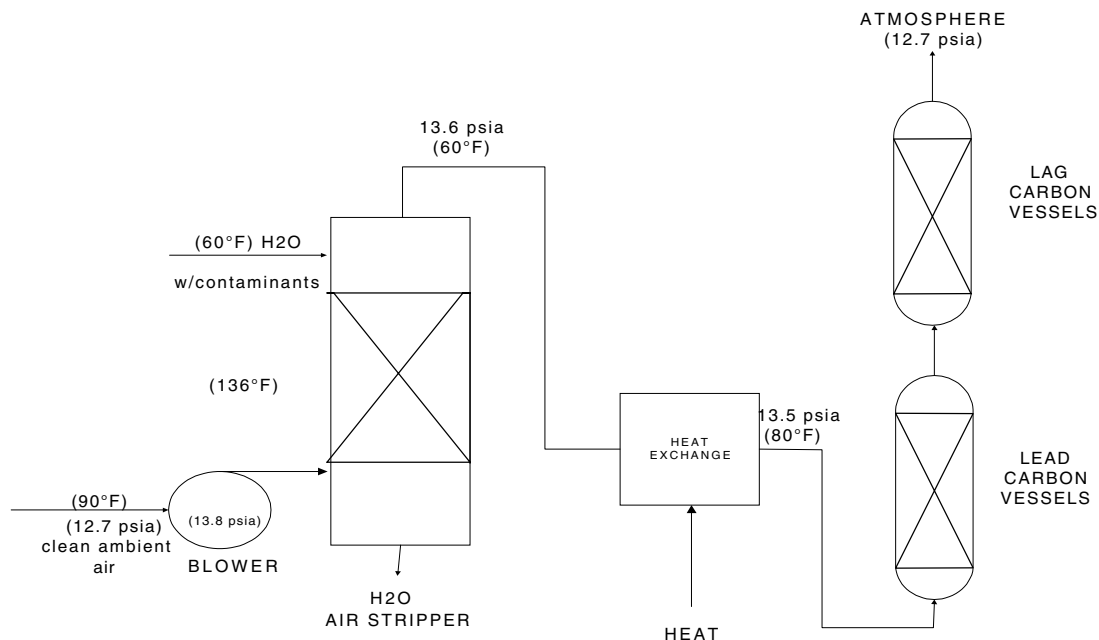 ATMOSPHERE
(12.7 psia)
13.6 psia
(60°F)
LAG
CARBON
VESSELS
(60°F) H2O
w/contaminants
(136°F)
HEAT
EXCHANGE
13.5 psia
(80°F)
LEAD
CARBON
VESSELS
(90°F)
(12.7 psia)
clean ambient
air
(13.8 psia)
BLOWER
H2O
AIR STRIPPER
HEAT